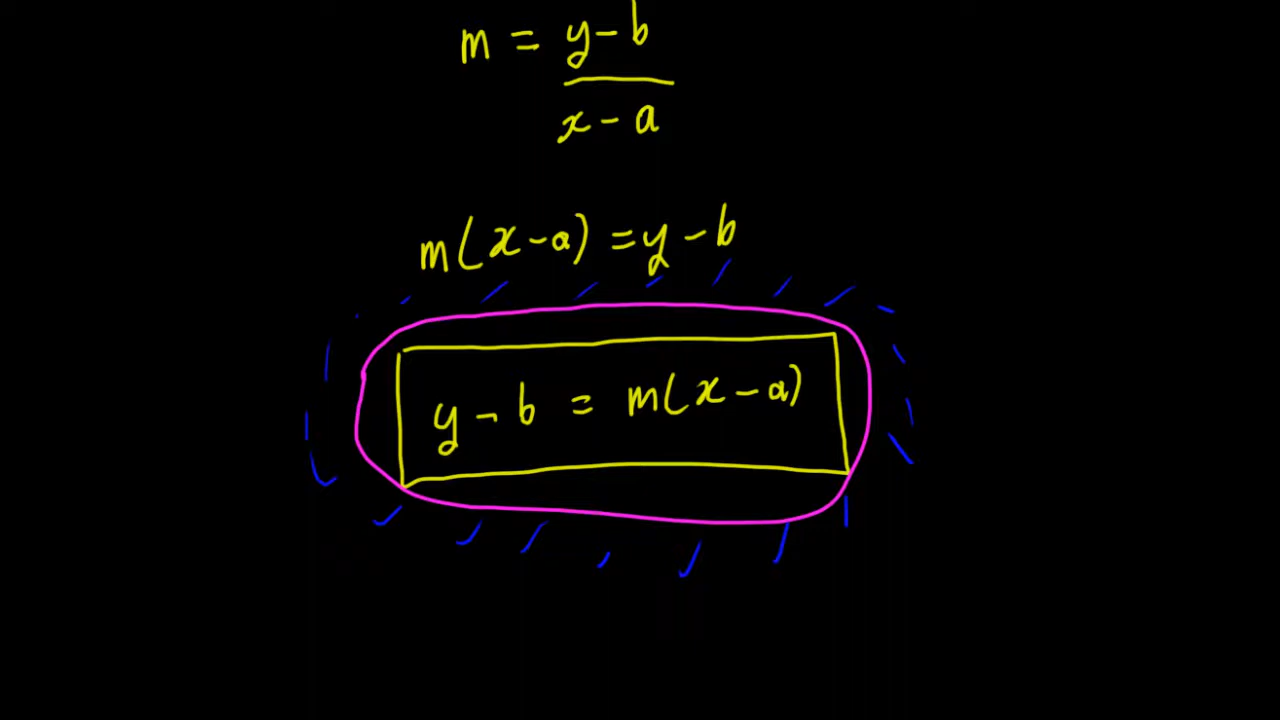 m = y-b
x-a
m(x-a) = y-b
y-b = m(x-a)